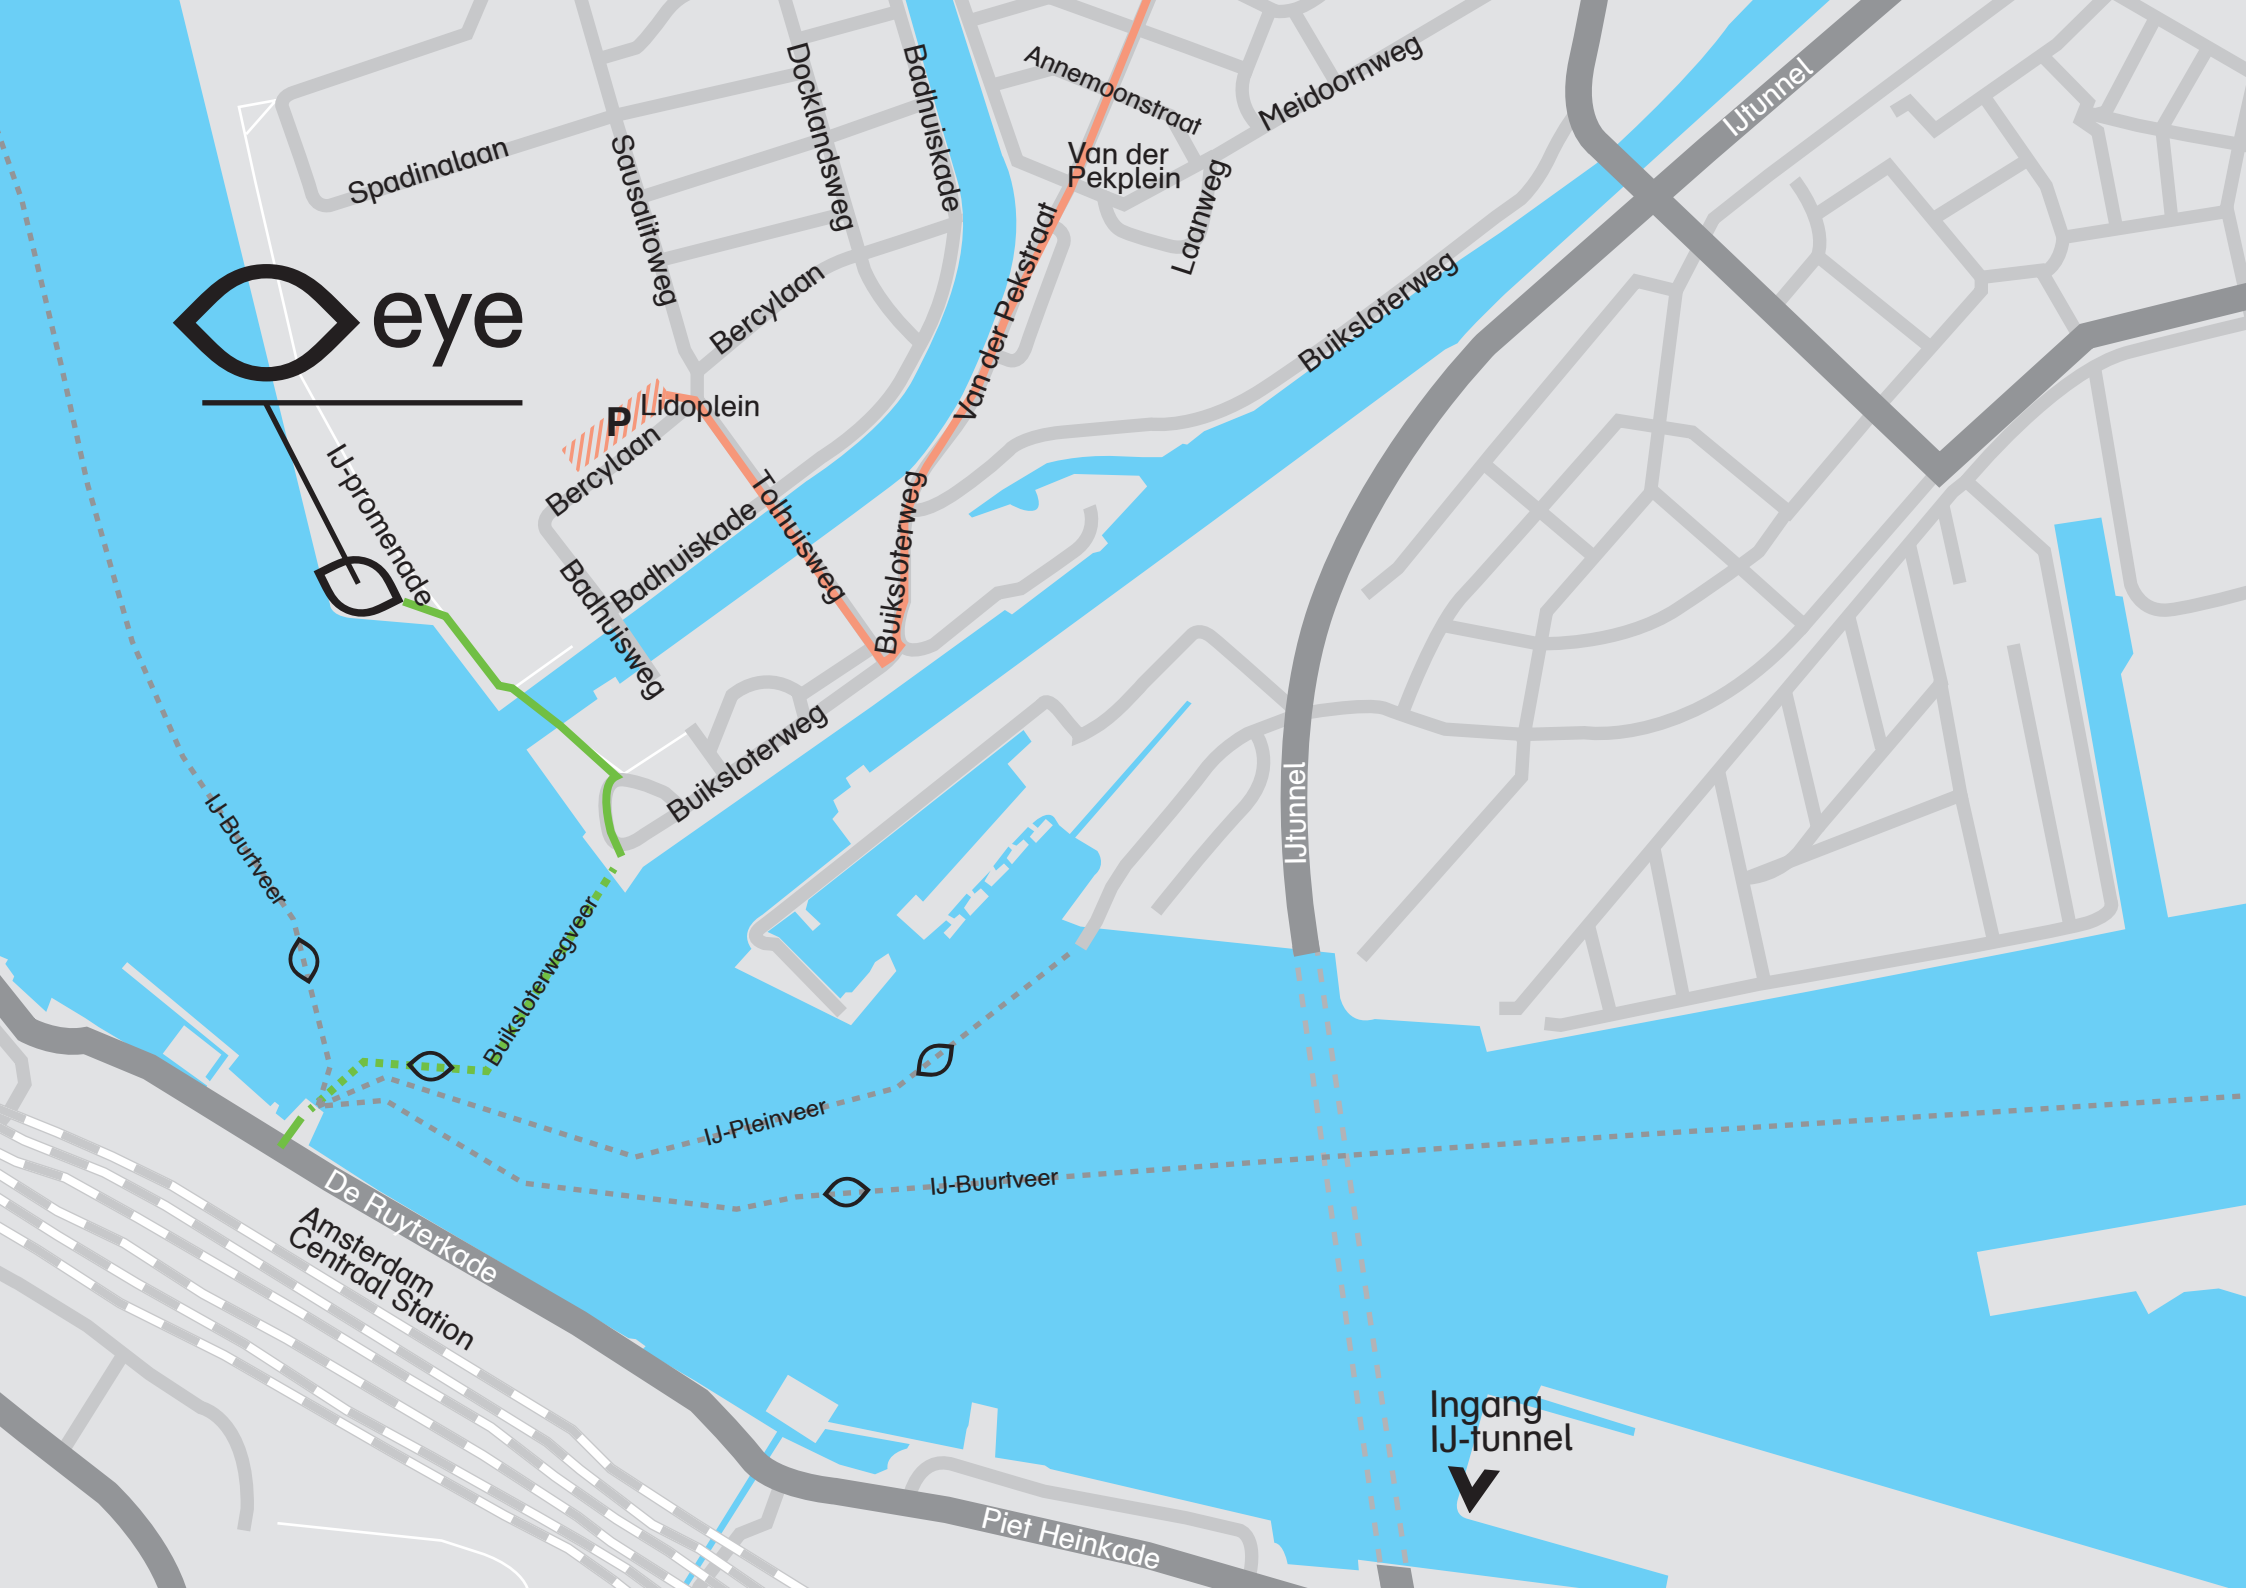 Annemoonstraat
Meidoornweg
IJtunnel
Docklandsweg
Badhuiskade
Spadinalaan
Sausalitoweg
Van der
Pekplein
Laanweg
Van der Pekstraat
Bercylaan
Buiksloterweg
eye
P
Lidoplein
Bercylaan
IJ-promenade
Tolhuisweg
Badhuiskade
Buiksloterweg
Badhuisweg
Buiksloterweg
IJtunnel
IJ-Buurtveer
Buiksloterwegveer
IJ-Pleinveer
IJ-Buurtveer
De Ruyterkade
Amsterdam
Centraal Station
Ingang
IJ-tunnel
Piet Heinkade